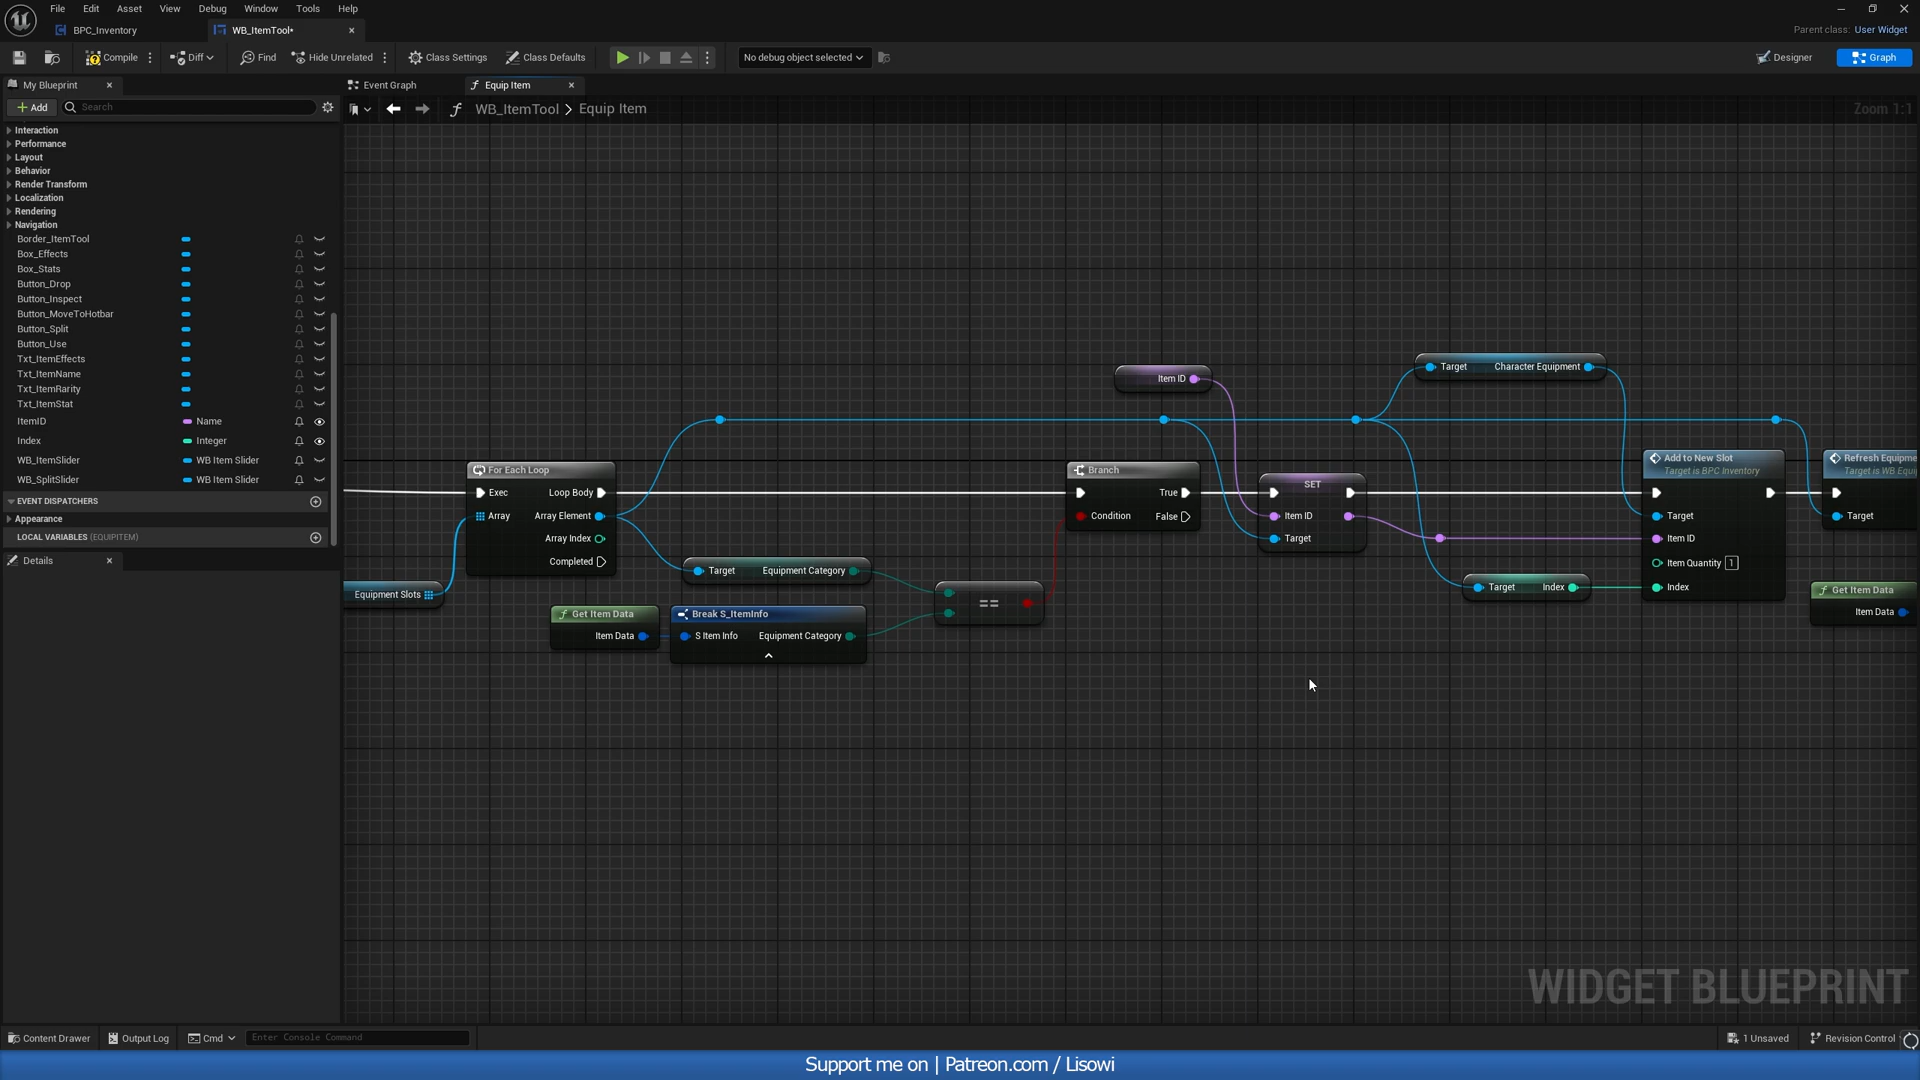 File Edit Asset View Debug Window Tools Help
BPC_Inventory
WB_ItemTool•
Parent class: User Widget
Compile
Diff
Find
Hide Unrelated
Class Settings
Class Defaults
No debug object selected
Designer
Graph
My Blueprint
Event Graph
Equip Item
Add
Search
WB_ItemTool > Equip Item
Zoom 1:1
Interaction
Performance
Layout
Behavior
Render Transform
Localization
Rendering
Navigation
Border_ItemTool
Box_Effects
Box_Stats
Button_Drop
Button_Inspect
Button_MoveToHotbar
Button_Split
Button_Use
Txt_ItemEffects
Txt_ItemName
Txt_ItemRarity
Txt_ItemStat
ItemID Name
Index Integer
WB_ItemSlider WB Item Slider
WB_SplitSlider WB Item Slider
EVENT DISPATCHERS
Appearance
LOCAL VARIABLES (EQUIPITEM)
Details
Equipment Slots
For Each Loop
Exec Loop Body
Array Array Element
Array Index
Completed
Target Equipment Category
Get Item Data
Item Data
Break S_ItemInfo
S Item Info Equipment Category
==
Item ID
Branch
True
Condition False
SET
Item ID
Target
Target Character Equipment
Target Index
Add to New Slot
Target is BPC Inventory
Target
Item ID
Item Quantity 1
Index
Refresh Equipme
Target is WB Equi
Target
Get Item Data
Item Data
WIDGET BLUEPRINT
Content Drawer
Output Log
Cmd
Enter Console Command
1 Unsaved
Revision Control
Support me on | Patreon.com / Lisowi